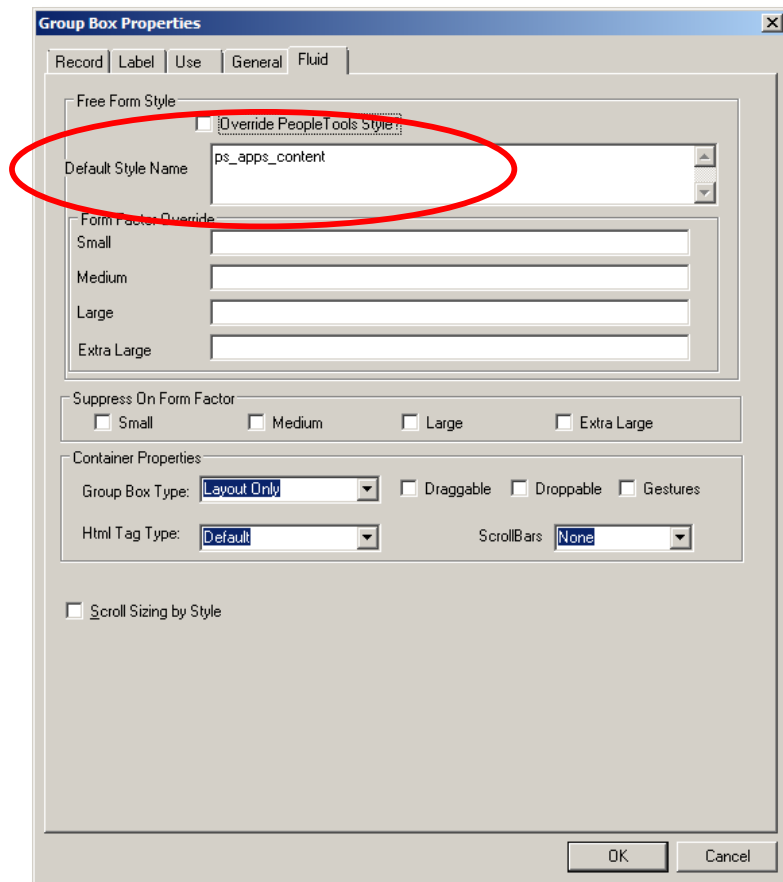 Group Box Properties
Record Label Use General Fluid
Free Form Style
Override PeopleTools Style?
Default Style Name ps_apps_content
Form Factor Override
Small
Medium
Large
Extra Large
Suppress On Form Factor
Small Medium Large Extra Large
Container Properties
Group Box Type: Layout Only Draggable Droppable Gestures
Html Tag Type: Default ScrollBars None
Scroll Sizing by Style
OK Cancel